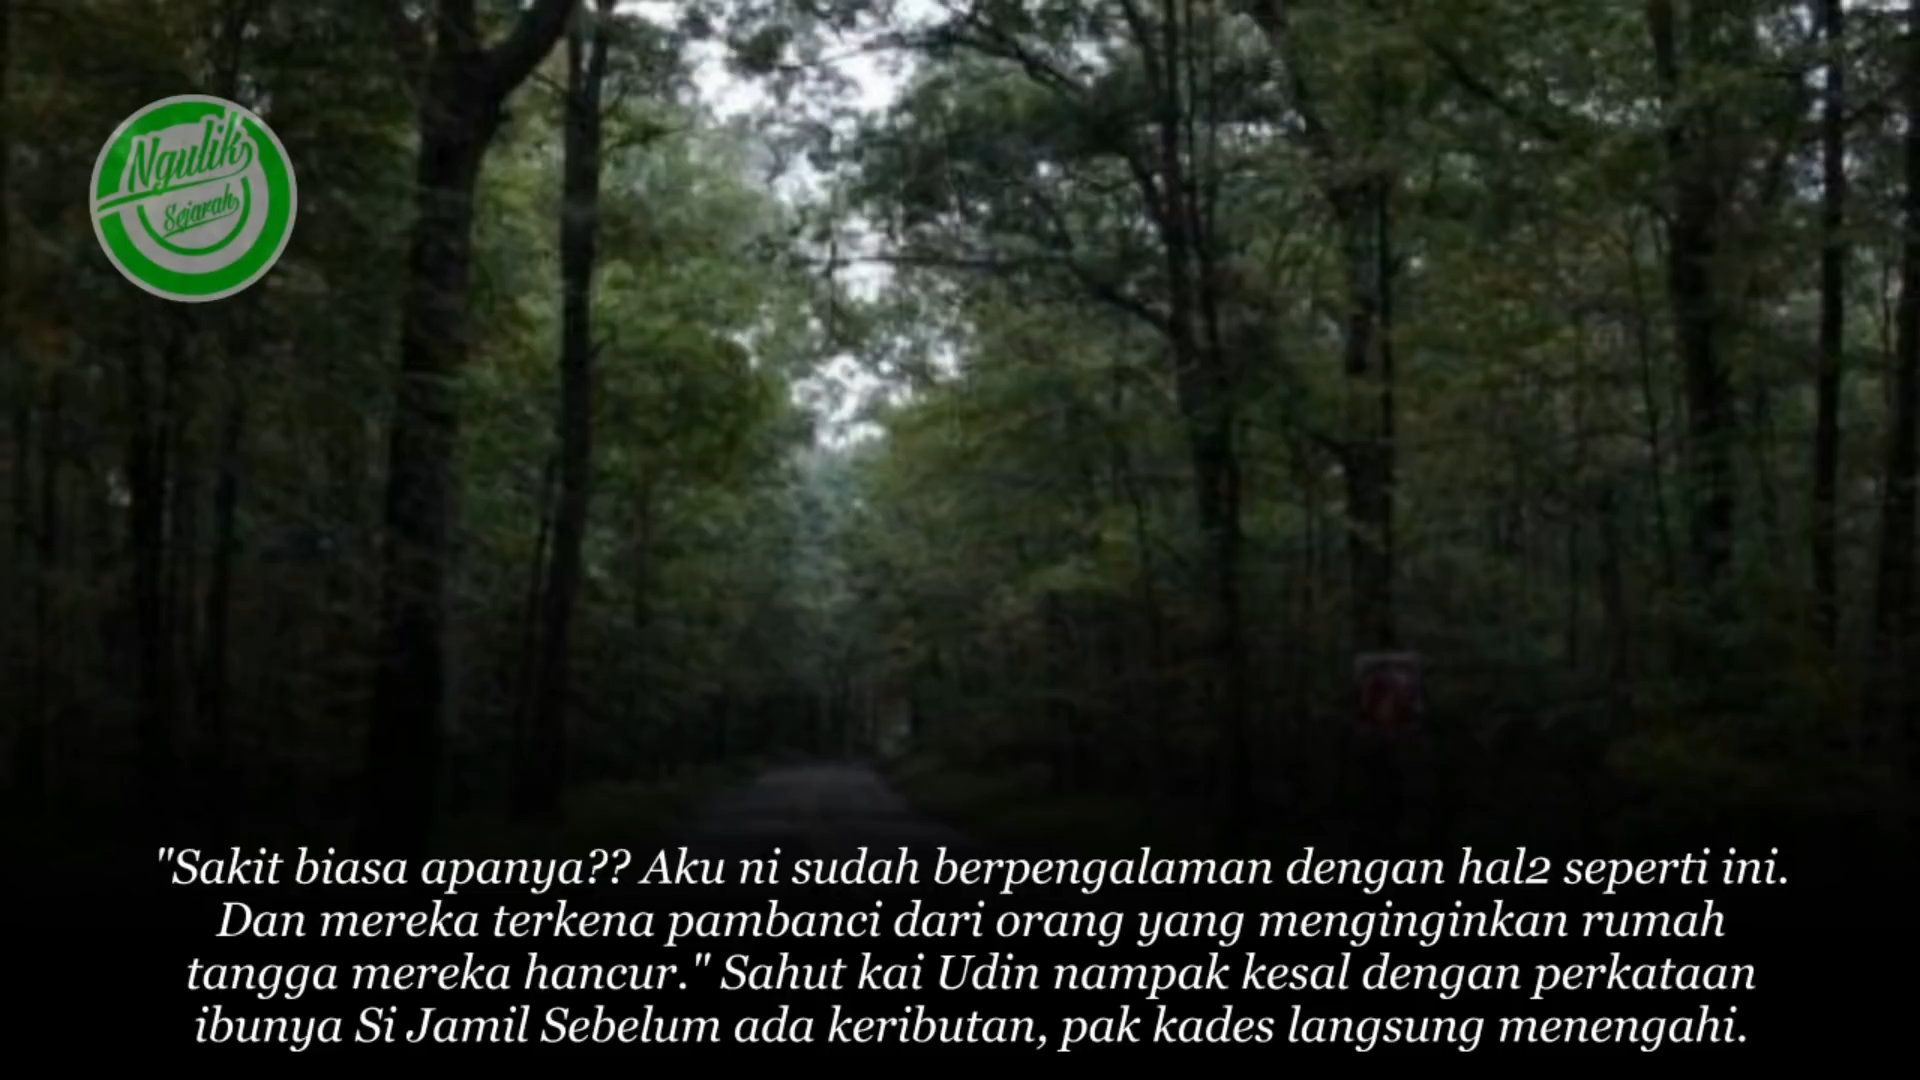 Ngulik
Sejarah
"Sakit biasa apanya?? Aku ni sudah berpengalaman dengan hal2 seperti ini.
Dan mereka terkena pambanci dari orang yang menginginkan rumah
tangga mereka hancur." Sahut kai Udin nampak kesal dengan perkataan
ibunya Si Jamil Sebelum ada keributan, pak kades langsung menengahi.